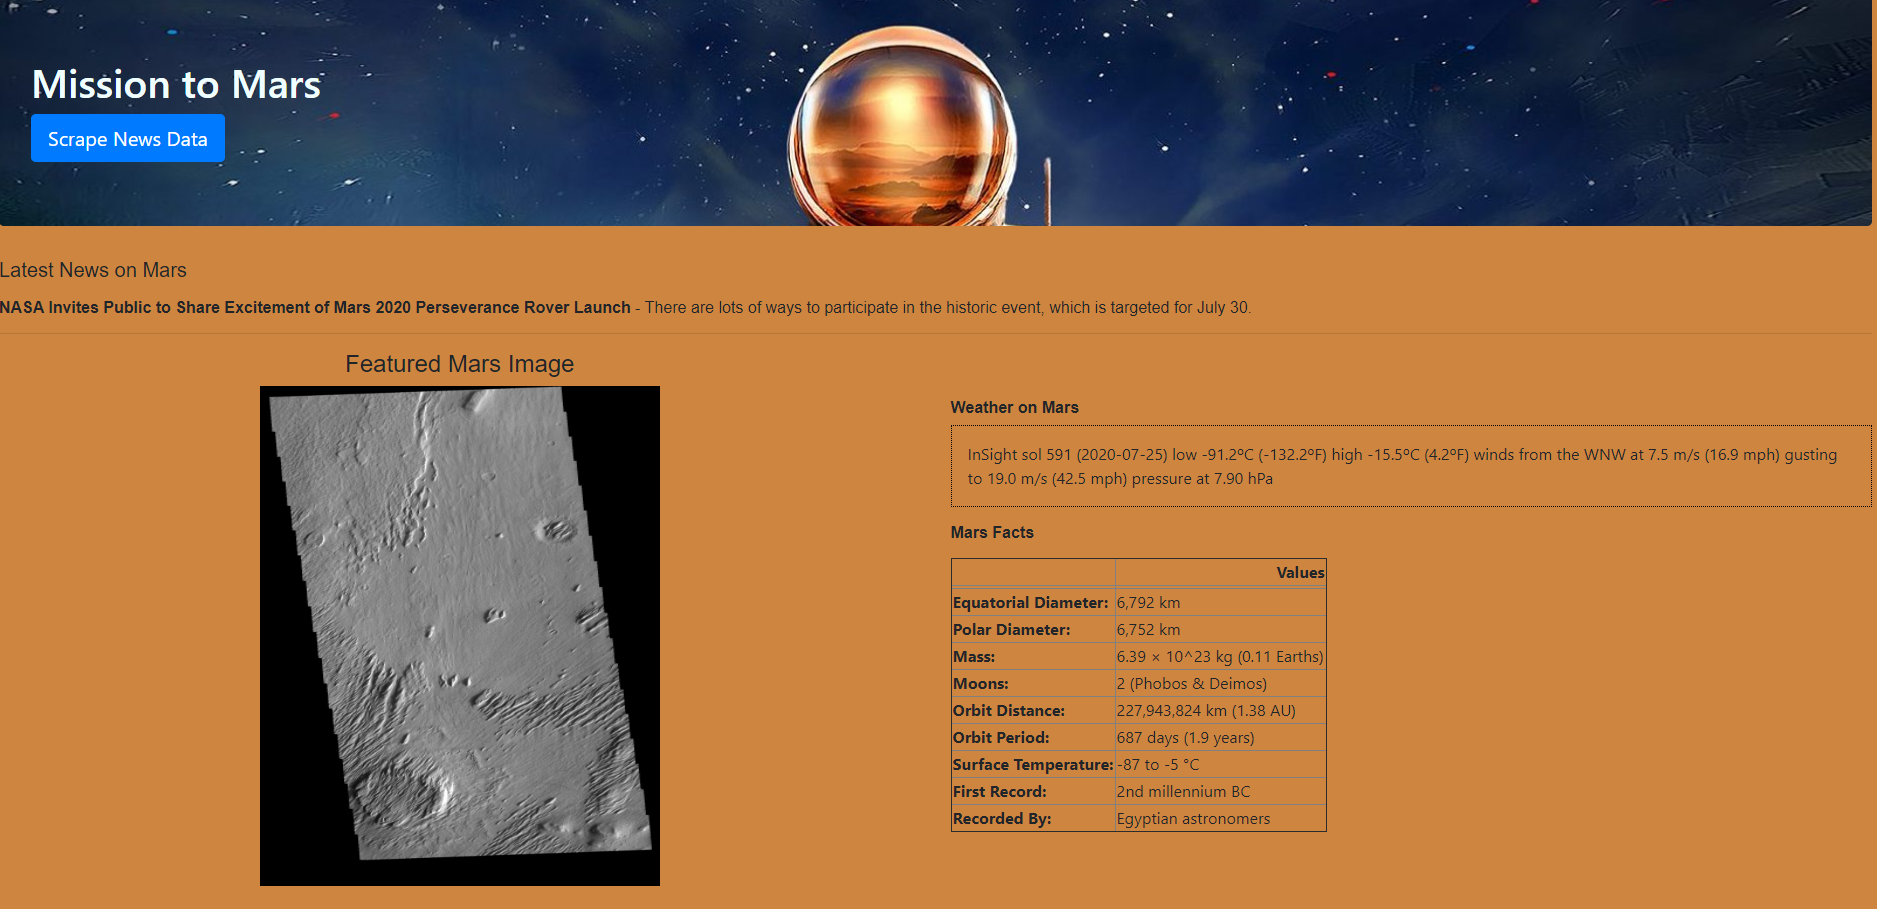 Mission to Mars
Scrape News Data
Latest News on Mars
NASA Invites Public to Share Excitement of Mars 2020 Perseverance Rover Launch - There are lots of ways to participate in the historic event, which is targeted for July 30.
Featured Mars Image
Weather on Mars
InSight sol 591 (2020-07-25) low -91.2ºC (-132.2ºF) high -15.5ºC (4.2ºF) winds from the WNW at 7.5 m/s (16.9 mph) gusting
to 19.0 m/s (42.5 mph) pressure at 7.90 hPa
Mars Facts
Values
Equatorial Diameter: 6,792 km
Polar Diameter: 6,752 km
Mass: 6.39 × 10^23 kg (0.11 Earths)
Moons: 2 (Phobos & Deimos)
Orbit Distance: 227,943,824 km (1.38 AU)
Orbit Period: 687 days (1.9 years)
Surface Temperature: -87 to -5 °C
First Record: 2nd millennium BC
Recorded By: Egyptian astronomers